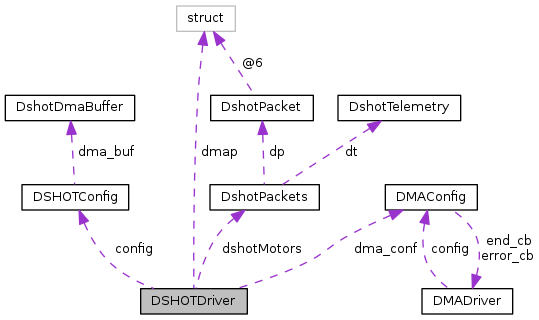 struct
@6
DshotDmaBuffer
DshotPacket
DshotTelemetry
dma_buf
dmap
dp
dt
DSHOTConfig
DshotPackets
DMAConfig
config
dshotMotors
dma_conf
config
end_cb
error_cb
DSHOTDriver
DMADriver